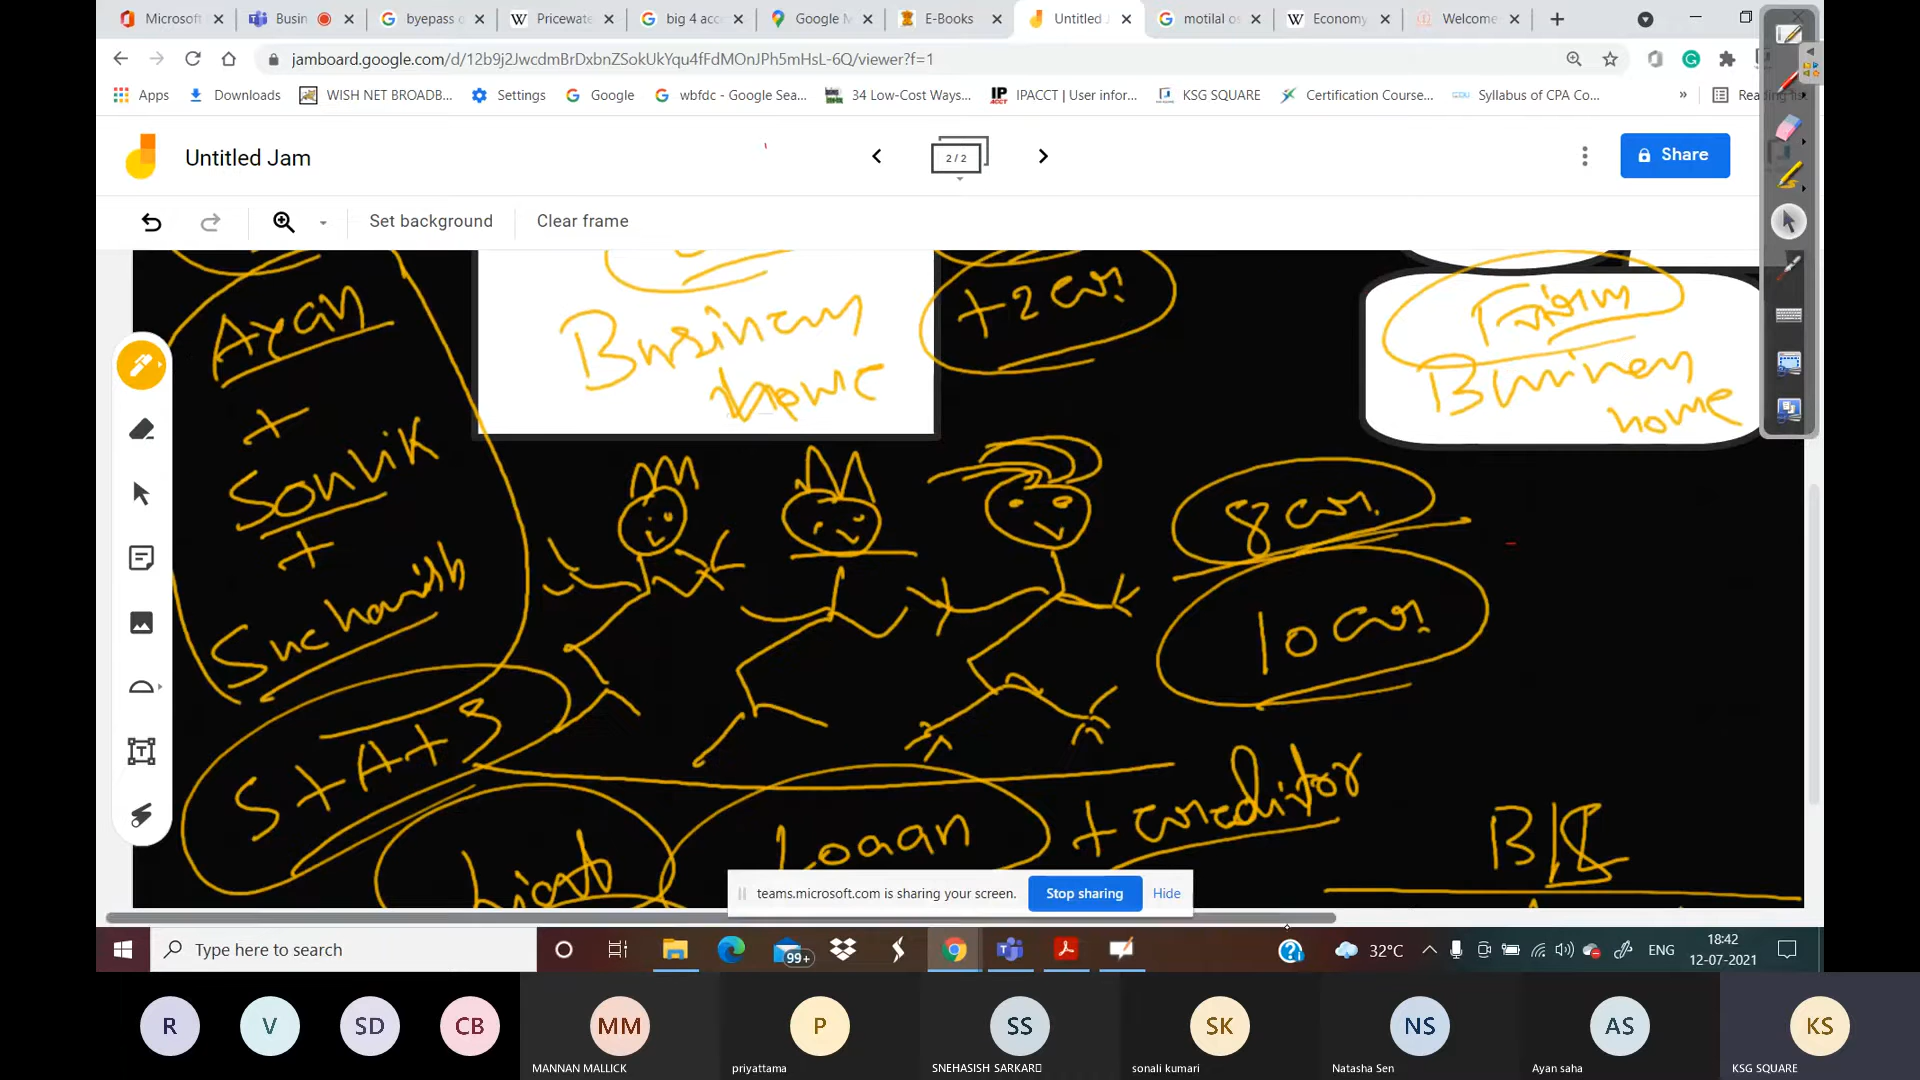 Microsoft
Busin
byepass
Pricewate
big 4 acc
Google M
E-Books
Untitled J
motilal os
Economy
Welcome
jamboard.google.com/d/12b9j2JwcdmBrDxbnZSokUkYqu4fFdMOnJPh5mHsL-6Q/viewer?f=1
Apps
Downloads
WISH NET BROADB...
Settings
Google
wbfdc - Google Sea...
34 Low-Cost Ways...
IPACCT | User infor...
KSG SQUARE
Certification Course...
Syllabus of CPA Co...
»
Reading list
Untitled Jam
2 / 2
Share
Set background
Clear frame
Ayan
+
Souvik
+
Business
home
+2 cr.
Business
home
8 cr.
10 cr.
S+A+S
Loaan
+ creditor
B/S
teams.microsoft.com is sharing your screen.
Stop sharing
Hide
Type here to search
99+
32°C
ENG
18:42
12-07-2021
R
V
SD
CB
MM
MANNAN MALLICK
P
priyattama
SS
SNEHASISH SARKAR
SK
sonali kumari
NS
Natasha Sen
AS
Ayan saha
KS
KSG SQUARE